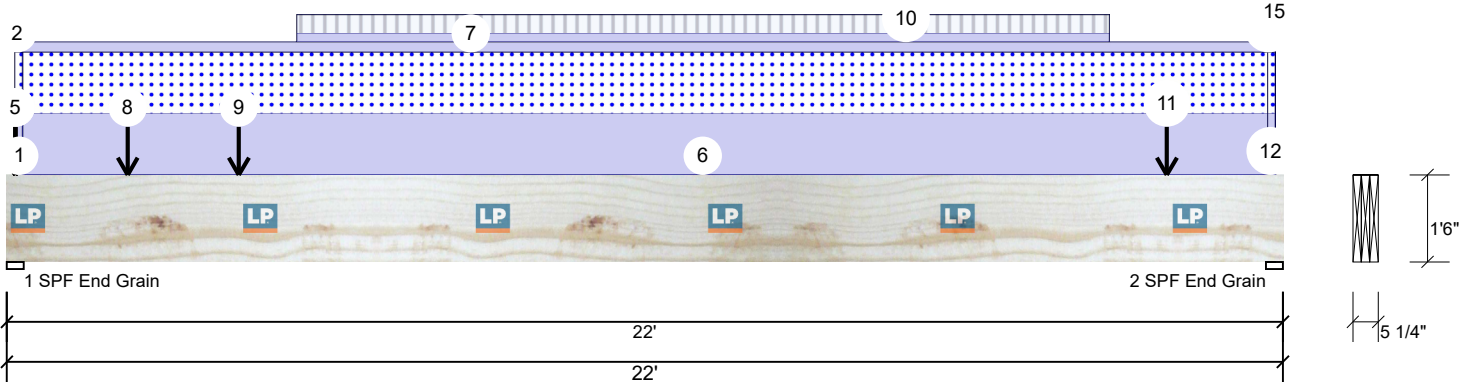 15
10
7
2
5
8
9
11
1
6
12
LP
LP
LP
LP
LP
LP
1'6"
1 SPF End Grain
2 SPF End Grain
22'
5 1/4"
22'